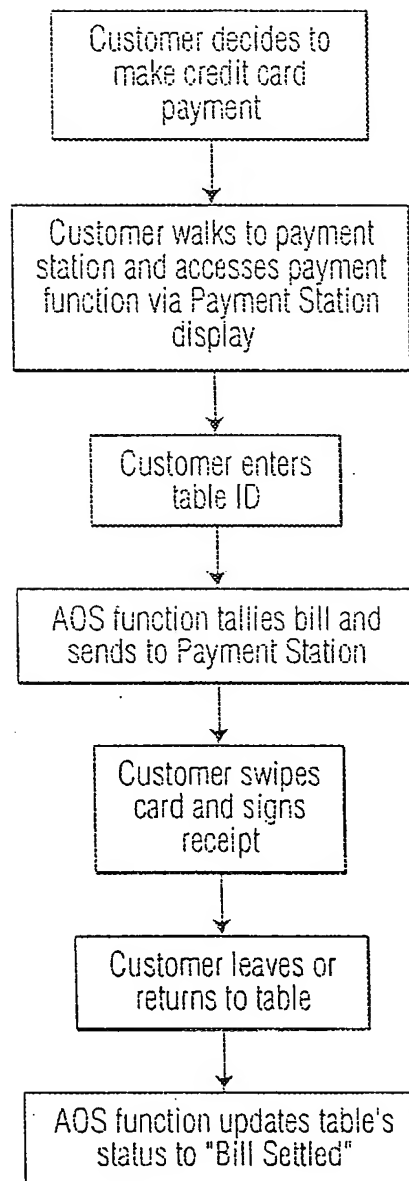 Customer decides to
make credit card
payment
Customer walks to payment
station and accesses payment
function via Payment Station
display
Customer enters
table ID
AOS function tallies bill and
sends to Payment Station
Customer swipes
card and signs
receipt
Customer leaves or
returns to table
AOS function updates table's
status to "Bill Settled"